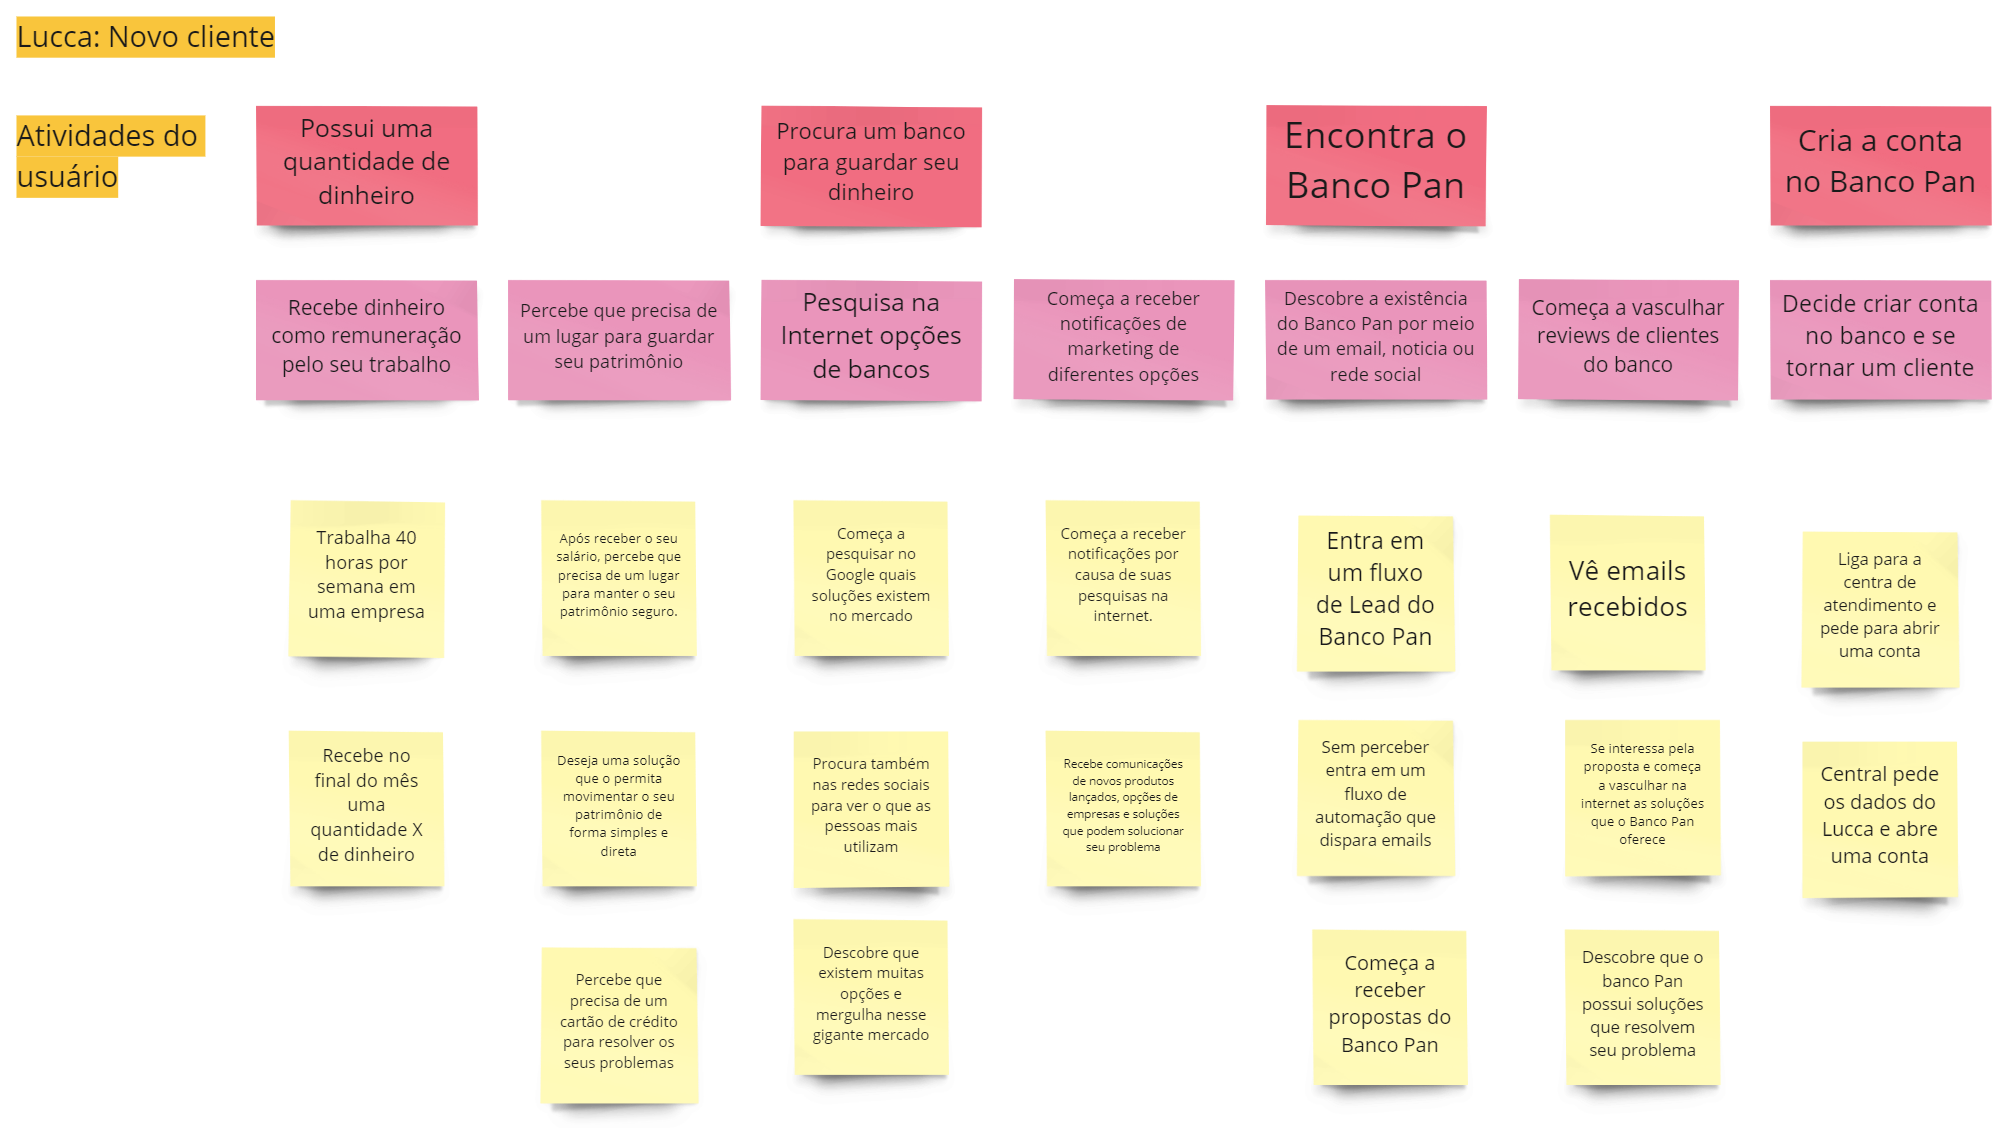 Lucca: Novo cliente
Atividades do
usuário
Possui uma
quantidade de
dinheiro
Procura um banco
para guardar seu
dinheiro
Encontra o
Banco Pan
Cria a conta
no Banco Pan
Recebe dinheiro
como remuneração
pelo seu trabalho
Percebe que precisa de
um lugar para guardar
seu patrimônio
Pesquisa na
Internet opções
de bancos
Começa a receber
notificações de
marketing de
diferentes opções
Descobre a existência
do Banco Pan por meio
de um email, noticia ou
rede social
Começa a vasculhar
reviews de clientes
do banco
Decide criar conta
no banco e se
tornar um cliente
Trabalha 40
horas por
semana em
uma empresa
Após receber o seu
salário, percebe que
precisa de um lugar
para manter o seu
patrimônio seguro.
Começa a
pesquisar no
Google quais
soluções existem
no mercado
Começa a receber
notificações por
causa de suas
pesquisas na
internet.
Entra em
um fluxo
de Lead do
Banco Pan
Vê emails
recebidos
Liga para a
centra de
atendimento e
pede para abrir
uma conta
Recebe no
final do mês
uma
quantidade X
de dinheiro
Deseja uma solução
que o permita
movimentar o seu
patrimônio de
forma simples e
direta
Procura também
nas redes sociais
para ver o que as
pessoas mais
utilizam
Recebe comunicações
de novos produtos
lançados, opções de
empresas e soluções
que podem solucionar
seu problema
Sem perceber
entra em um
fluxo de
automação que
dispara emails
Se interessa pela
proposta e começa
a vasculhar na
internet as soluções
que o Banco Pan
oferece
Central pede
os dados do
Lucca e abre
uma conta
Percebe que
precisa de um
cartão de crédito
para resolver os
seus problemas
Descobre que
existem muitas
opções e
mergulha nesse
gigante mercado
Começa a
receber
propostas do
Banco Pan
Descobre que o
banco Pan
possui soluções
que resolvem
seu problema